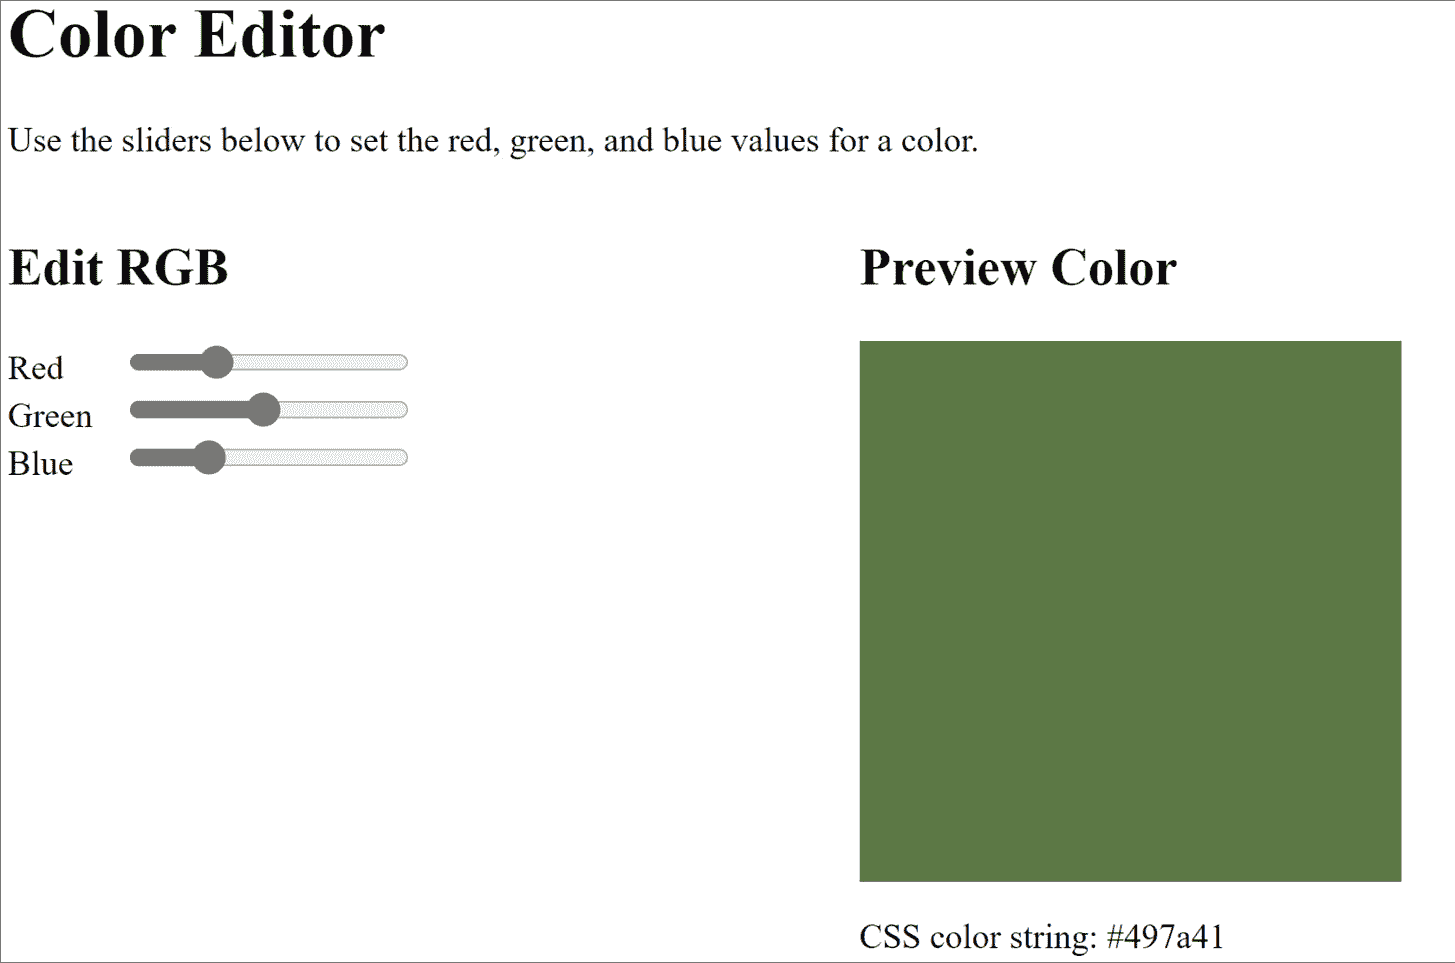 Color Editor
Use the sliders below to set the red, green, and blue values for a color.
Edit RGB
Red
Green
Blue
Preview Color
CSS color string: #497a41